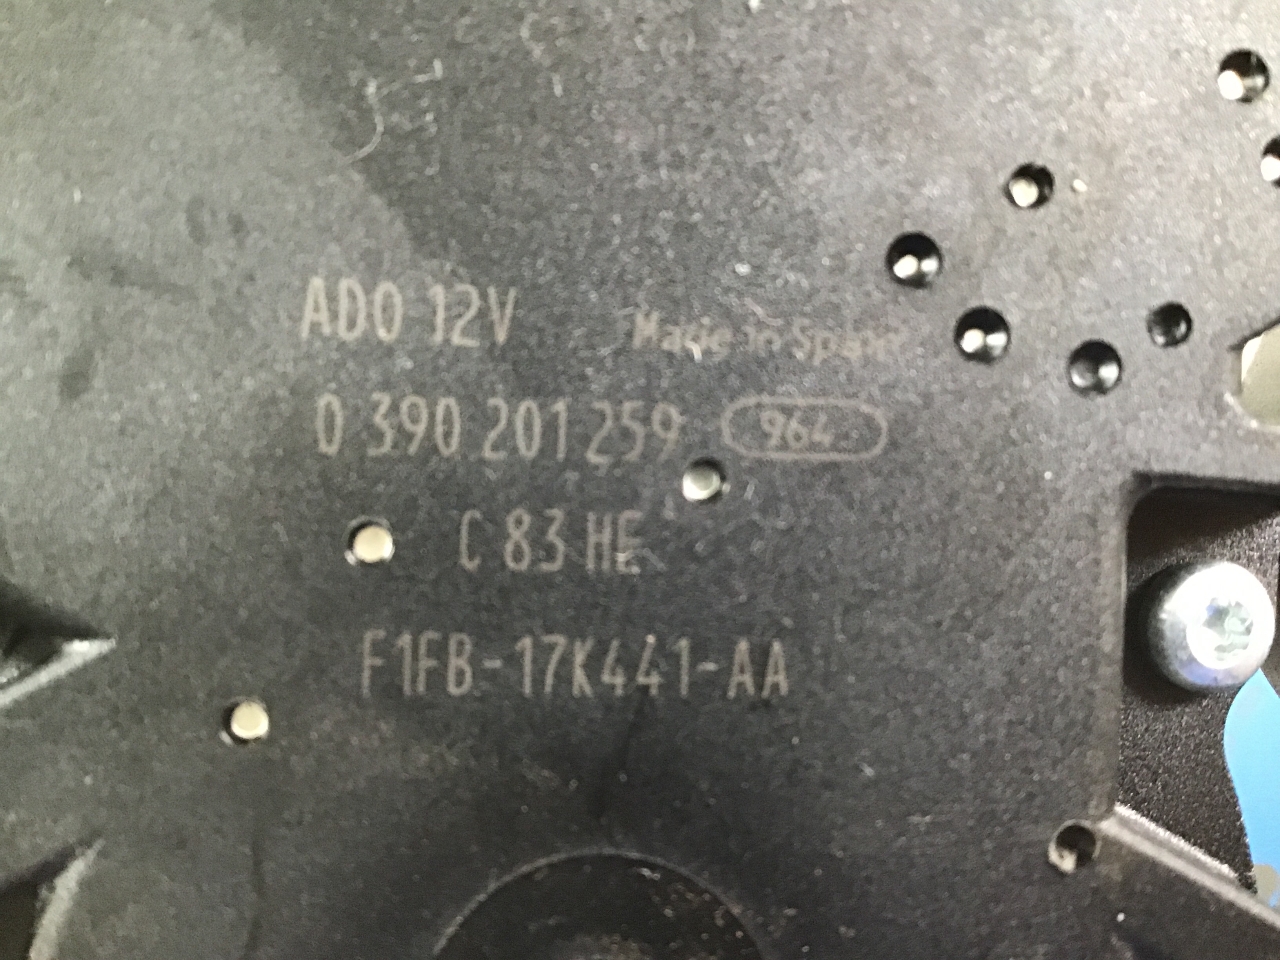 ADO 12V Made in Spain
0 390 201 259 964
C 83 HE
F1FB-17K441-AA